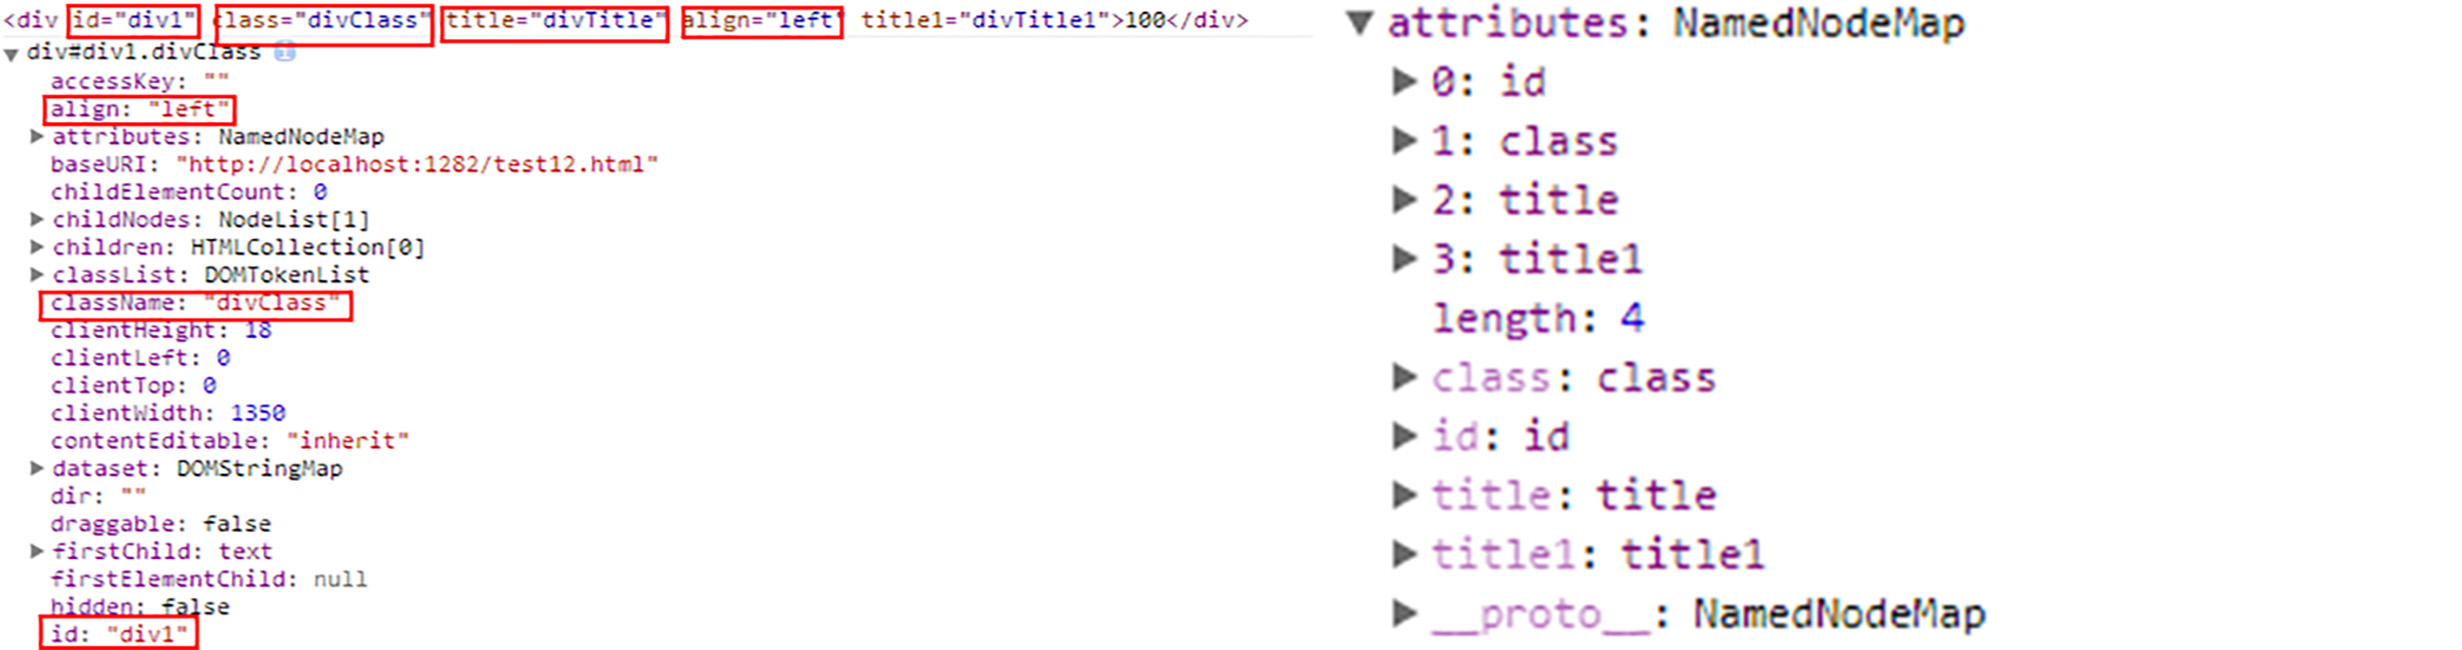 <div id="div1" class="divClass" title="divTitle" align="left" title1="divTitle1">100</div>
div#div1.divClass
accessKey: ""
align: "left"
attributes: NamedNodeMap
baseURI: "http://localhost:1282/test12.html"
childElementCount: 0
childNodes: NodeList[1]
children: HTMLCollection[0]
classList: DOMTokenList
className: "divClass"
clientHeight: 18
clientLeft: 0
clientTop: 0
clientWidth: 1350
contentEditable: "inherit"
dataset: DOMStringMap
dir: ""
draggable: false
firstChild: text
firstElementChild: null
hidden: false
id: "div1"
attributes: NamedNodeMap
0: id
1: class
2: title
3: title1
length: 4
class: class
id: id
title: title
title1: title1
__proto__: NamedNodeMap